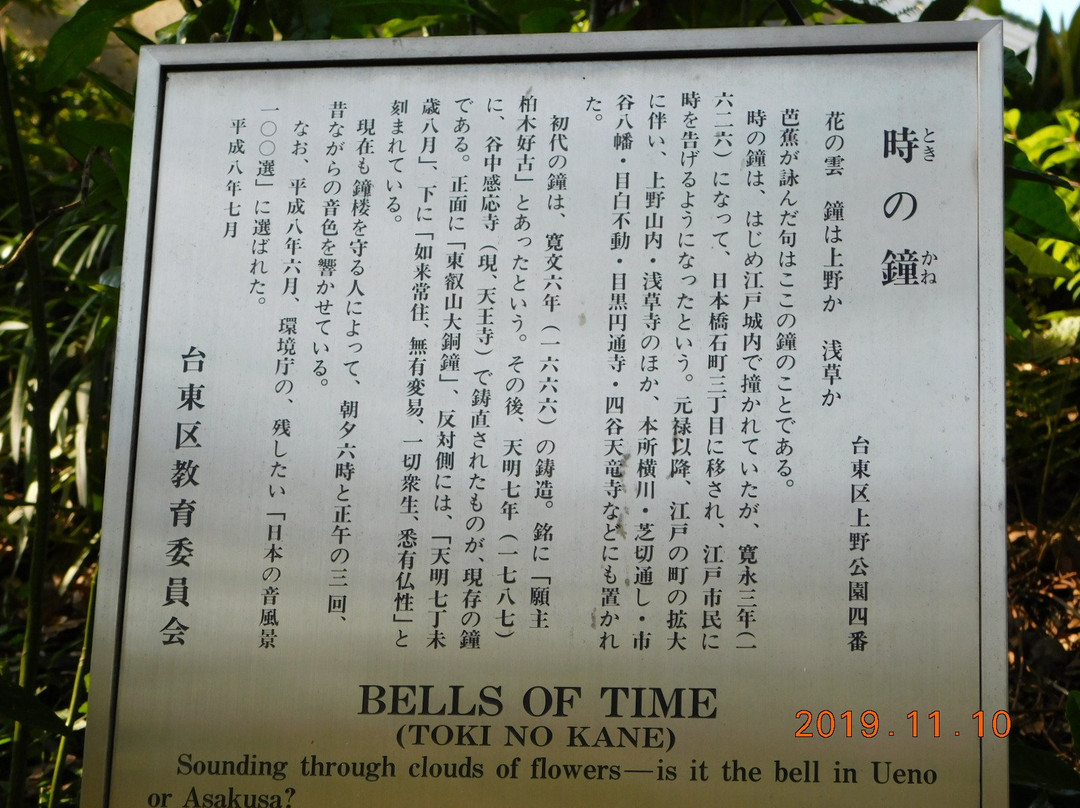 時の鐘
とき かね
台東区上野公園四番
花の雲 鐘は上野か 浅草か
芭蕉が詠んだ句はここの鐘のことである。
時の鐘は、はじめ江戸城内で撞かれていたが、寛永三年（一
六二六）になって、日本橋石町三丁目に移され、江戸市民に
時を告げるようになったという。元禄以降、江戸の町の拡大
に伴い、上野山内・浅草寺のほか、本所横川・芝切通し・市
谷八幡・目白不動・目黒円通寺・四谷天竜寺などにも置かれ
た。
初代の鐘は、寛文六年（一六六六）の鋳造。銘に「願主
柏木好古」とあったという。その後、天明七年（一七八七）
に、谷中感応寺（現、天王寺）で鋳直されたものが、現存の鐘
である。正面に「東叡山大銅鐘」、反対側には、「天明七丁未
歳八月」、下に「如来常住、無有変易、一切衆生、悉有仏性」と
刻まれている。
現在も鐘楼を守る人によって、朝夕六時と正午の三回、
昔ながらの音色を響かせている。
なお、平成八年六月、環境庁の、残したい「日本の音風景
一〇〇選」に選ばれた。
平成八年七月
台東区教育委員会
BELLS OF TIME
(TOKI NO KANE)
Sounding through clouds of flowers—is it the bell in Ueno
or Asakusa?
2019.11.10